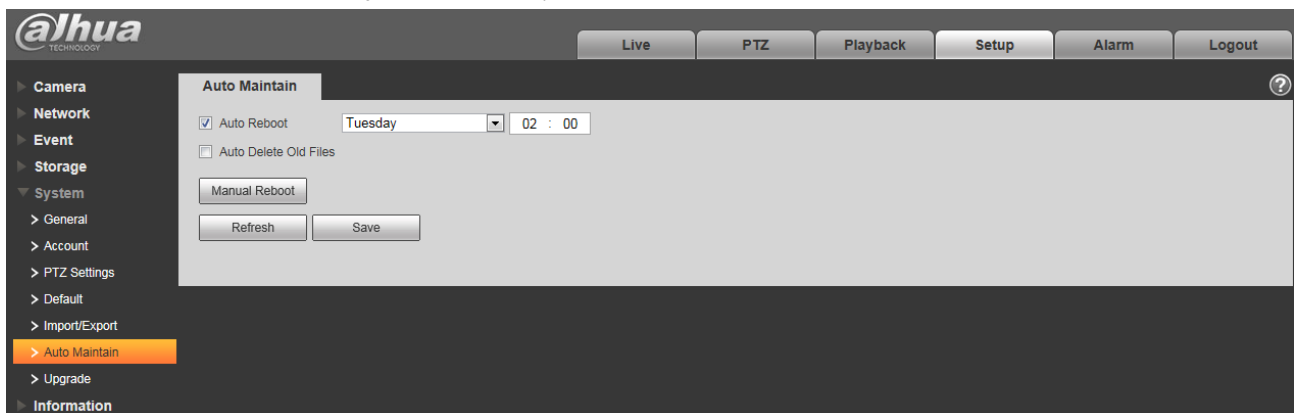 alhua
TECHNOLOGY
Live PTZ Playback Setup Alarm Logout
Camera
Network
Event
Storage
System
> General
> Account
> PTZ Settings
> Default
> Import/Export
> Auto Maintain
> Upgrade
Information
Auto Maintain ?
Auto Reboot Tuesday 02 : 00
Auto Delete Old Files
Manual Reboot
Refresh Save